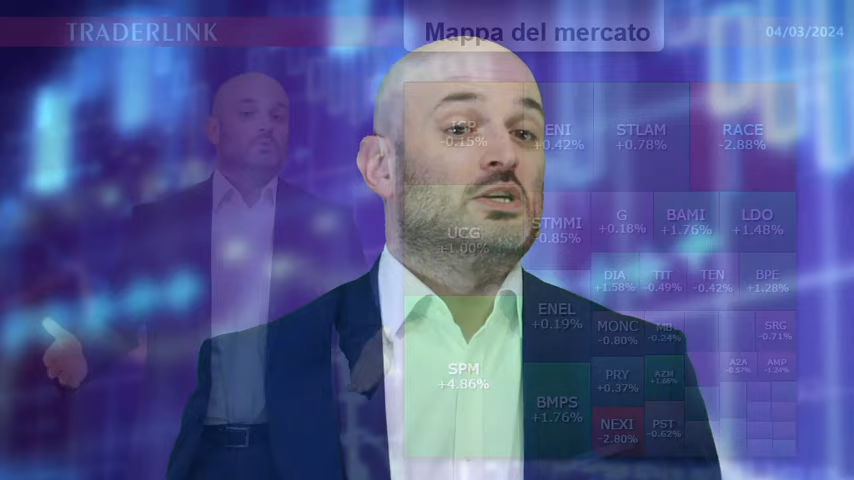 TRADERLINK
Mappa del mercato
04/03/2024
ISP
-0.15%
ENI
+0.42%
STLAM
+0.78%
RACE
-2.88%
UCG
+1.00%
STMMI
-0.85%
G
+0.18%
BAMI
+1.76%
LDO
+1.48%
DIA
+1.58%
TIT
-0.49%
TEN
-0.42%
BPE
+1.28%
SPM
+4.86%
ENEL
+0.19%
MONC
-0.80%
MB
-0.24%
SRG
-0.71%
A2A
-0.57%
AMP
-1.24%
BMPS
+1.76%
PRY
+0.37%
AZM
+1.66%
NEXI
-2.80%
PST
-0.62%